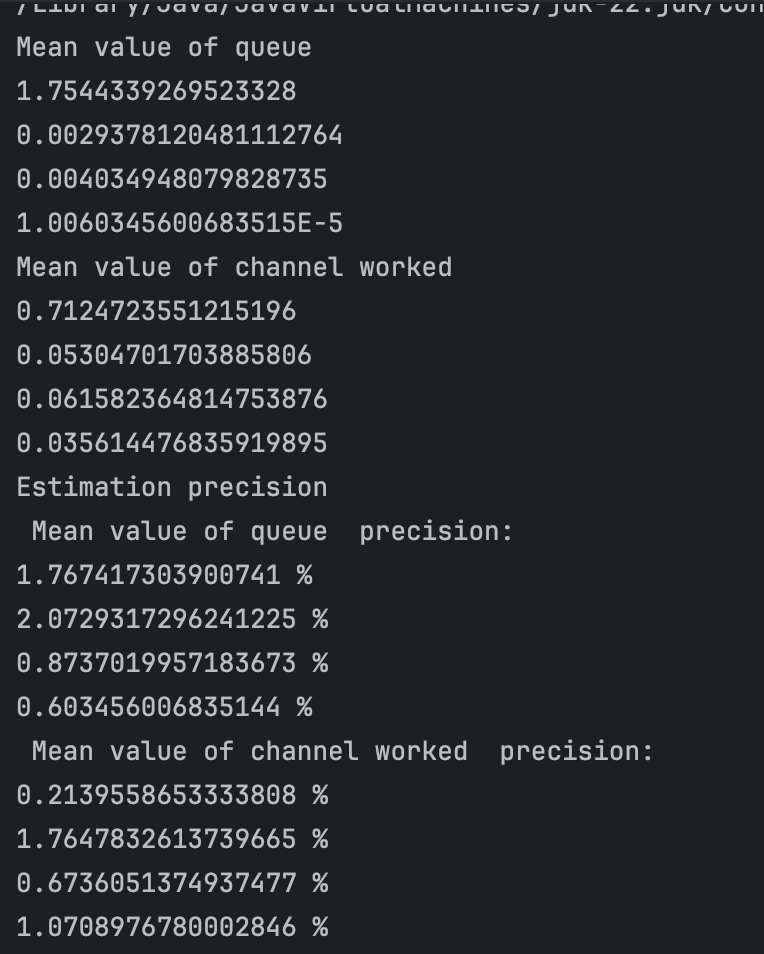 /Library/Java/JavaVirtualMachines/jdk-22.jdk/Con
Mean value of queue
1.7544339269523328
0.0029378120481112764
0.004034948079828735
1.0060345600683515E-5
Mean value of channel worked
0.7124723551215196
0.05304701703885806
0.061582364814753876
0.035614476835919895
Estimation precision
Mean value of queue  precision:
1.767417303900741 %
2.0729317296241225 %
0.8737019957183673 %
0.603456006835144 %
Mean value of channel worked  precision:
0.2139558653333808 %
1.7647832613739665 %
0.6736051374937477 %
1.0708976780002846 %